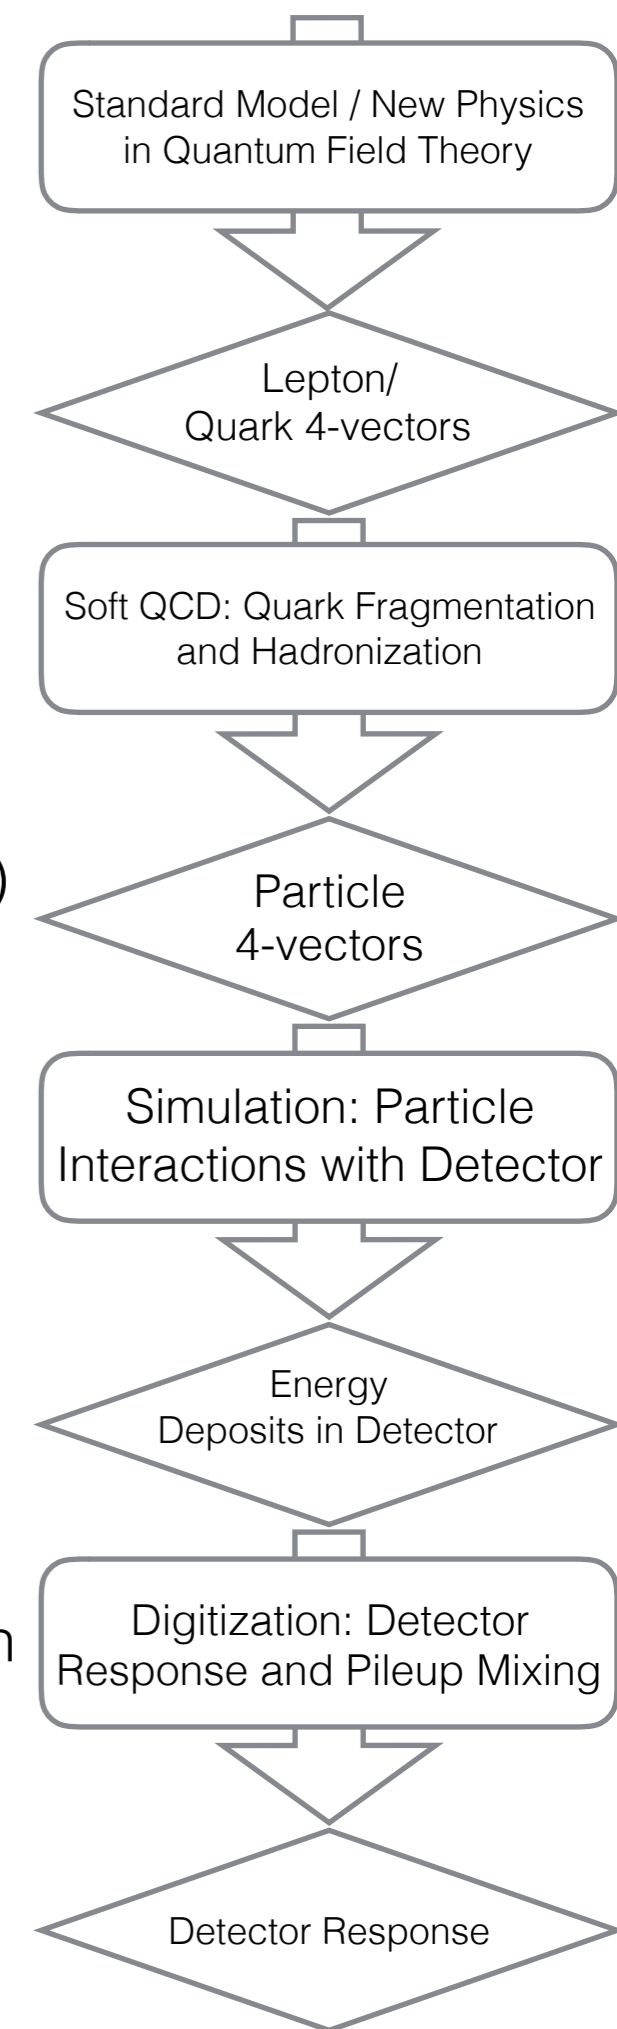 Standard Model / New Physics
in Quantum Field Theory
Lepton/
Quark 4-vectors
Soft QCD: Quark Fragmentation
and Hadronization
)
Particle
4-vectors
Simulation: Particle
Interactions with Detector
Energy
Deposits in Detector
n
Digitization: Detector
Response and Pileup Mixing
Detector Response